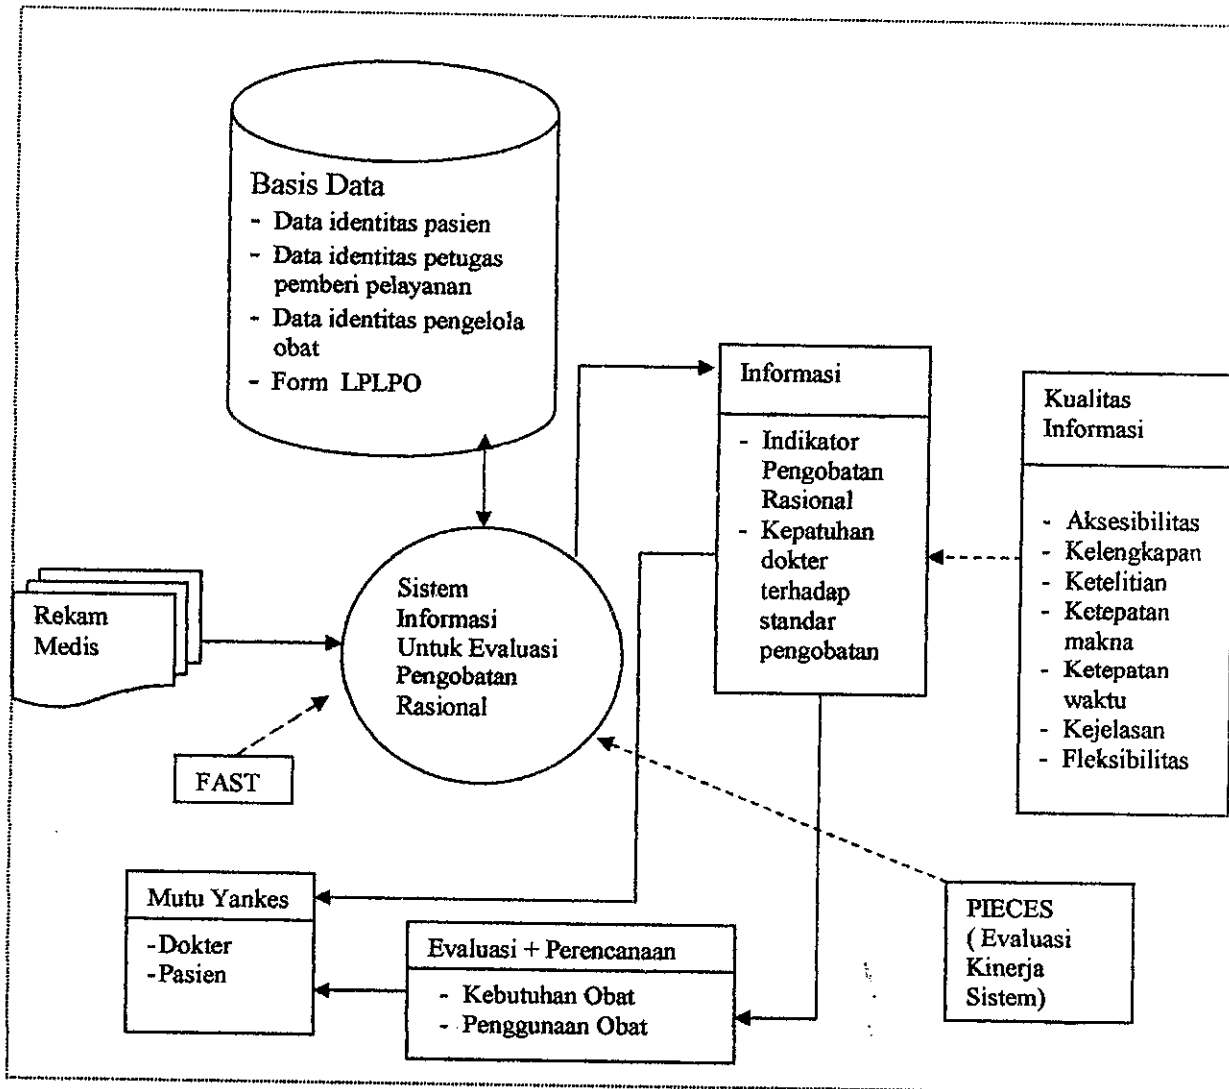 Basis Data
- Data identitas pasien
- Data identitas petugas
pemberi pelayanan
- Data identitas pengelola
obat
- Form LPLPO
Informasi
- Indikator
Pengobatan
Rasional
- Kepatuhan
dokter
terhadap
standar
pengobatan
Kualitas
Informasi
- Aksesibilitas
- Kelengkapan
- Ketelitian
- Ketepatan
makna
- Ketepatan
waktu
- Kejelasan
- Fleksibilitas
Rekam
Medis
Sistem
Informasi
Untuk Evaluasi
Pengobatan
Rasional
FAST
Mutu Yankes
-Dokter
-Pasien
Evaluasi + Perencanaan
- Kebutuhan Obat
- Penggunaan Obat
PIECES
( Evaluasi
Kinerja
Sistem)